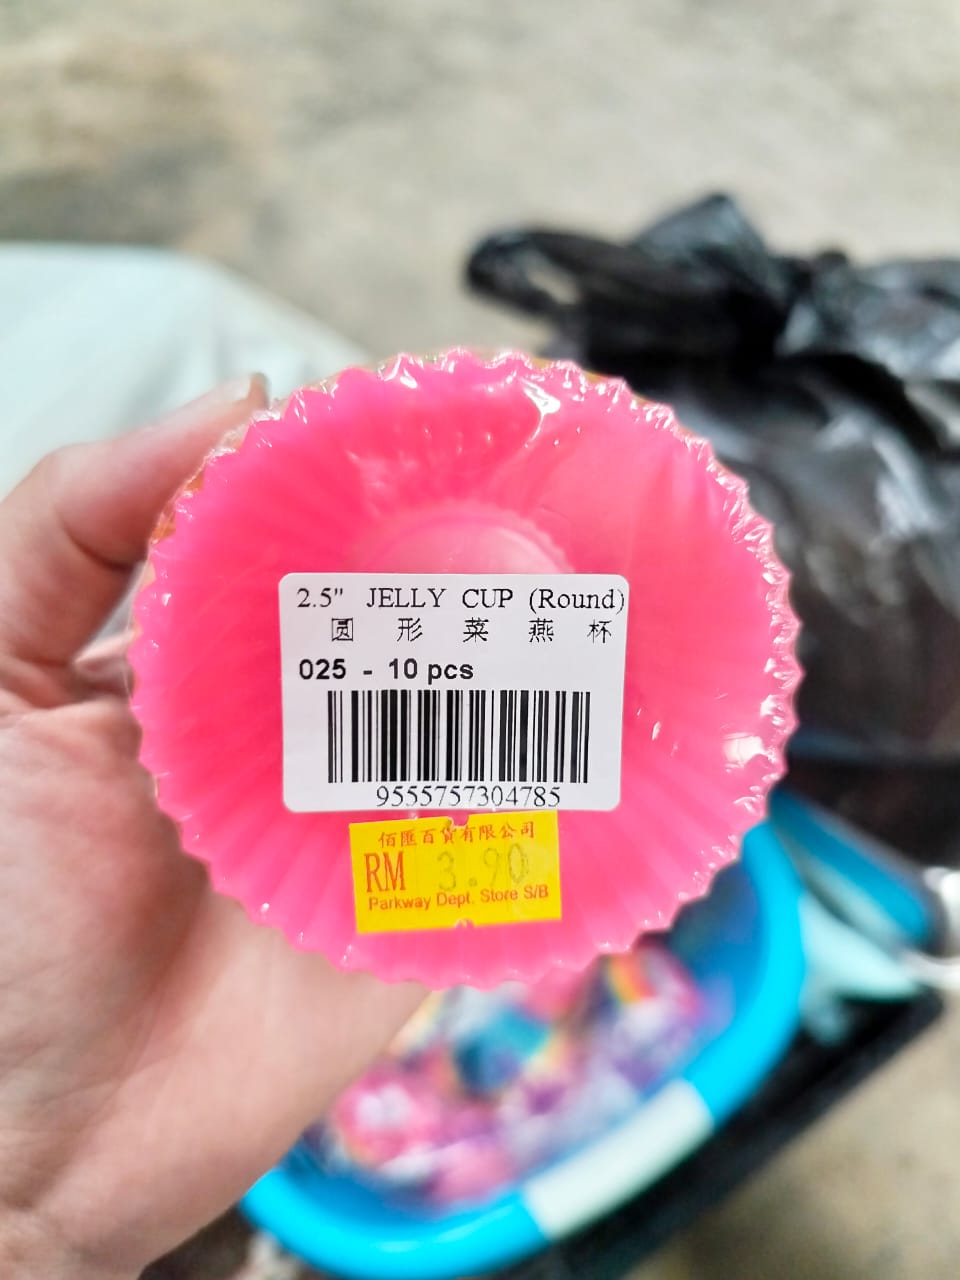 2.5" JELLY CUP (Round)
圆形菜燕杯
025 - 10 pcs
9555757304785
佰匯百貨有限公司
RM 3.90
Parkway Dept. Store S/B